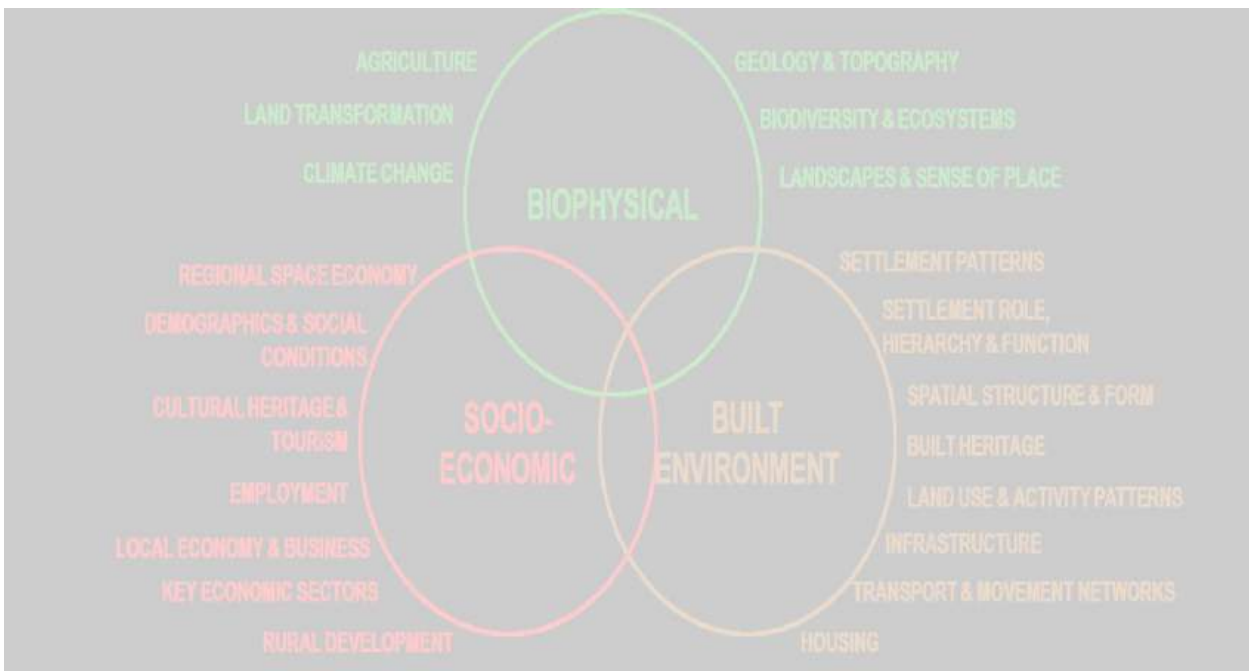 AGRICULTURE
LAND TRANSFORMATION
CLIMATE CHANGE
GEOLOGY & TOPOGRAPHY
BIODIVERSITY & ECOSYSTEMS
LANDSCAPES & SENSE OF PLACE
BIOPHYSICAL
REGIONAL SPACE ECONOMY
DEMOGRAPHICS & SOCIAL
CONDITIONS
CULTURAL HERITAGE &
TOURISM
EMPLOYMENT
LOCAL ECONOMY & BUSINESS
KEY ECONOMIC SECTORS
RURAL DEVELOPMENT
SOCIO-
ECONOMIC
BUILT
ENVIRONMENT
SETTLEMENT PATTERNS
SETTLEMENT ROLE,
HIERARCHY & FUNCTION
SPATIAL STRUCTURE & FORM
BUILT HERITAGE
LAND USE & ACTIVITY PATTERNS
INFRASTRUCTURE
TRANSPORT & MOVEMENT NETWORKS
HOUSING